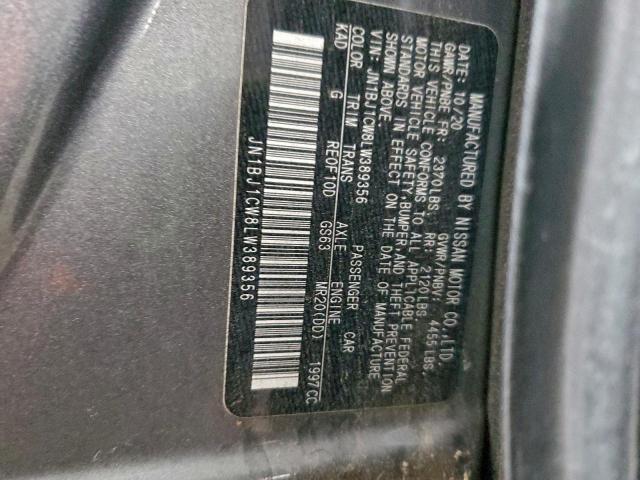 MANUFACTURED BY NISSAN MOTOR CO.,LTD.
DATE: 10/20 GVWR/PNBV: 4455LBS.
GAWR/PNBE FR: 2370LBS. RR: 2120LBS.
THIS VEHICLE CONFORMS TO ALL APPLICABLE FEDERAL
MOTOR VEHICLE SAFETY,BUMPER,AND THEFT PREVENTION
STANDARDS IN EFFECT ON THE DATE OF MANUFACTURE
SHOWN ABOVE.
VIN: JN1BJ1CW8LW389356 PASSENGER CAR
COLOR TRIM TRANS AXLE ENGINE
KAD G RE0F10D GS63 MR20(DD) 1997CC
JN1BJ1CW8LW389356